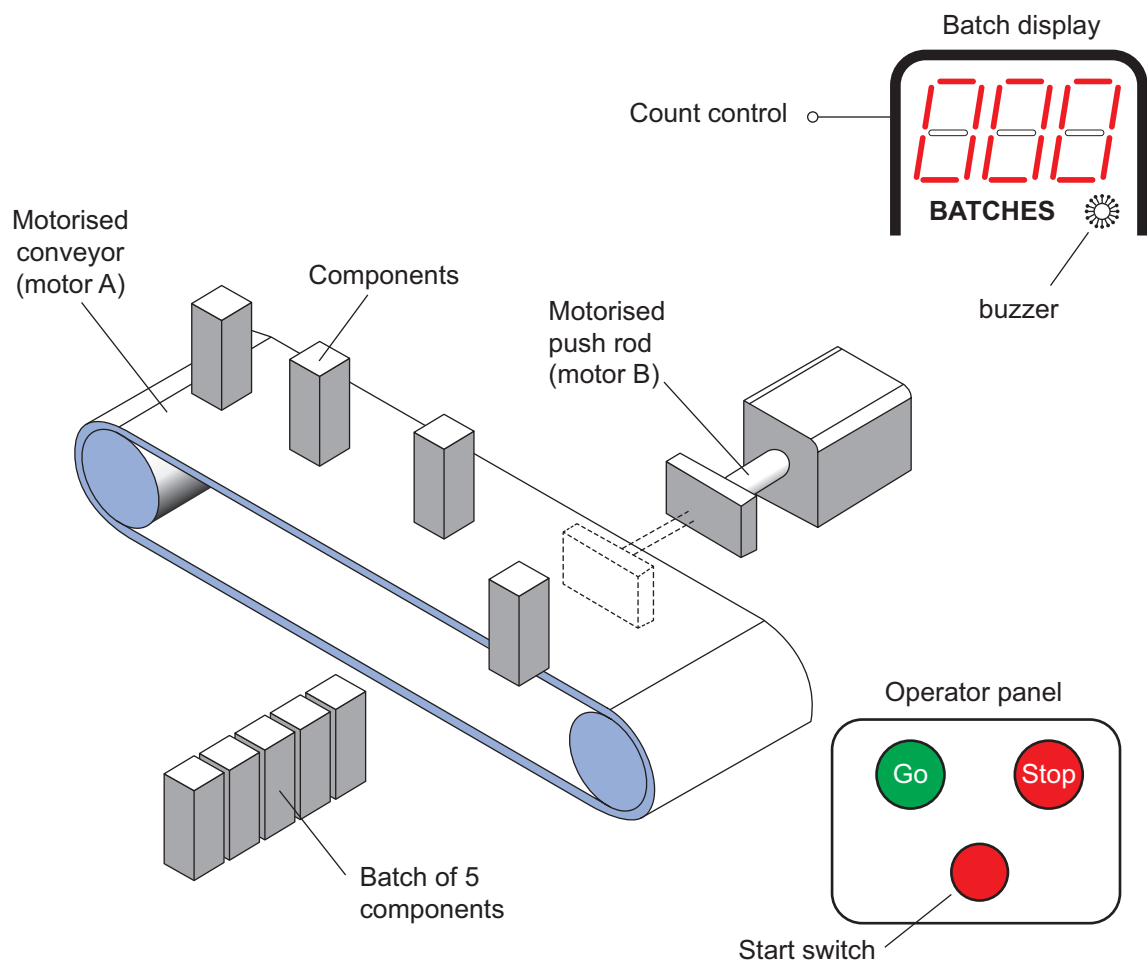 Batch display
Count control
000
BATCHES
buzzer
Motorised
conveyor
(motor A)
Components
Motorised
push rod
(motor B)
Operator panel
Go
Stop
Start switch
Batch of 5
components